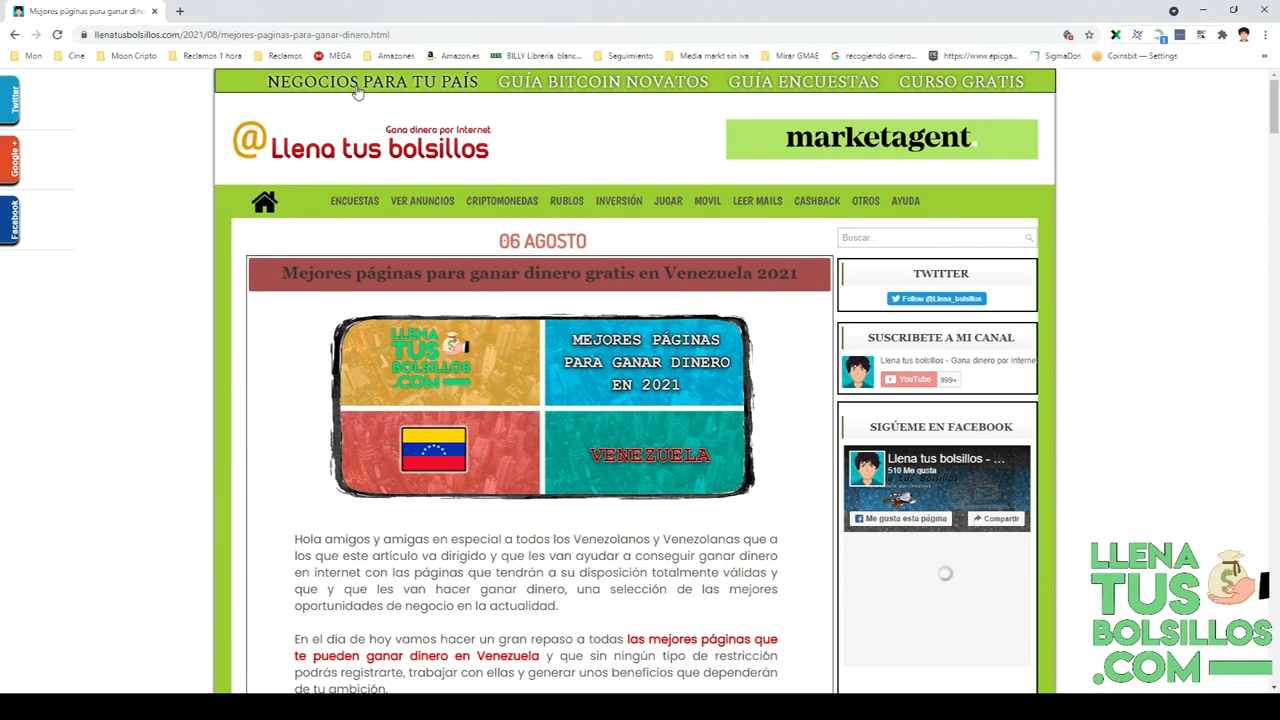 Mejores páginas para ganar diner
llenatusbolsillos.com/2021/08/mejores-paginas-para-ganar-dinero.html
Mon
Cine
Moon Cripto
Reclamos 1 hora
Reclamos
MEGA
Amazones
Amazon.es
BILLY Librería, blanc...
Seguimiento
Media markt sin iva
Mirar GMAE
recogiendo dinero...
https://www.epicga...
SigmaDos
Coinsbit — Settings
NEGOCIOS PARA TU PAÍS GUÍA BITCOIN NOVATOS GUÍA ENCUESTAS CURSO GRATIS
Twitter
Google +
Facebook
Gana dinero por Internet
@Llena tus bolsillos
marketagent.
ENCUESTAS VER ANUNCIOS CRIPTOMONEDAS RUBLOS INVERSIÓN JUGAR MOVIL LEER MAILS CASHBACK OTROS AYUDA
06 AGOSTO
Mejores páginas para ganar dinero gratis en Venezuela 2021
LLENA
TUS
BOLSILLOS
.COM
MEJORES PÁGINAS
PARA GANAR DINERO
EN 2021
VENEZUELA
Hola amigos y amigas en especial a todos los Venezolanos y Venezolanas que a
los que este artículo va dirigido y que les van ayudar a conseguir ganar dinero
en internet con las páginas que tendrán a su disposición totalmente válidas y
que y que les van hacer ganar dinero, una selección de las mejores
oportunidades de negocio en la actualidad.
En el día de hoy vamos hacer un gran repaso a todas las mejores páginas que
te pueden ganar dinero en Venezuela y que sin ningún tipo de restricción
podrás registrarte, trabajar con ellas y generar unos beneficios que dependerán
de tu ambición.
Buscar...
TWITTER
Follow @Llena_bolsillos
SUSCRIBETE A MI CANAL
Llena tus bolsillos - Gana dinero por Interne
YouTube 999+
SIGÚEME EN FACEBOOK
Llena tus bolsillos - ...
510 Me gusta
Me gusta esta página
Compartir
LLENA
TUS
BOLSILLOS
.COM